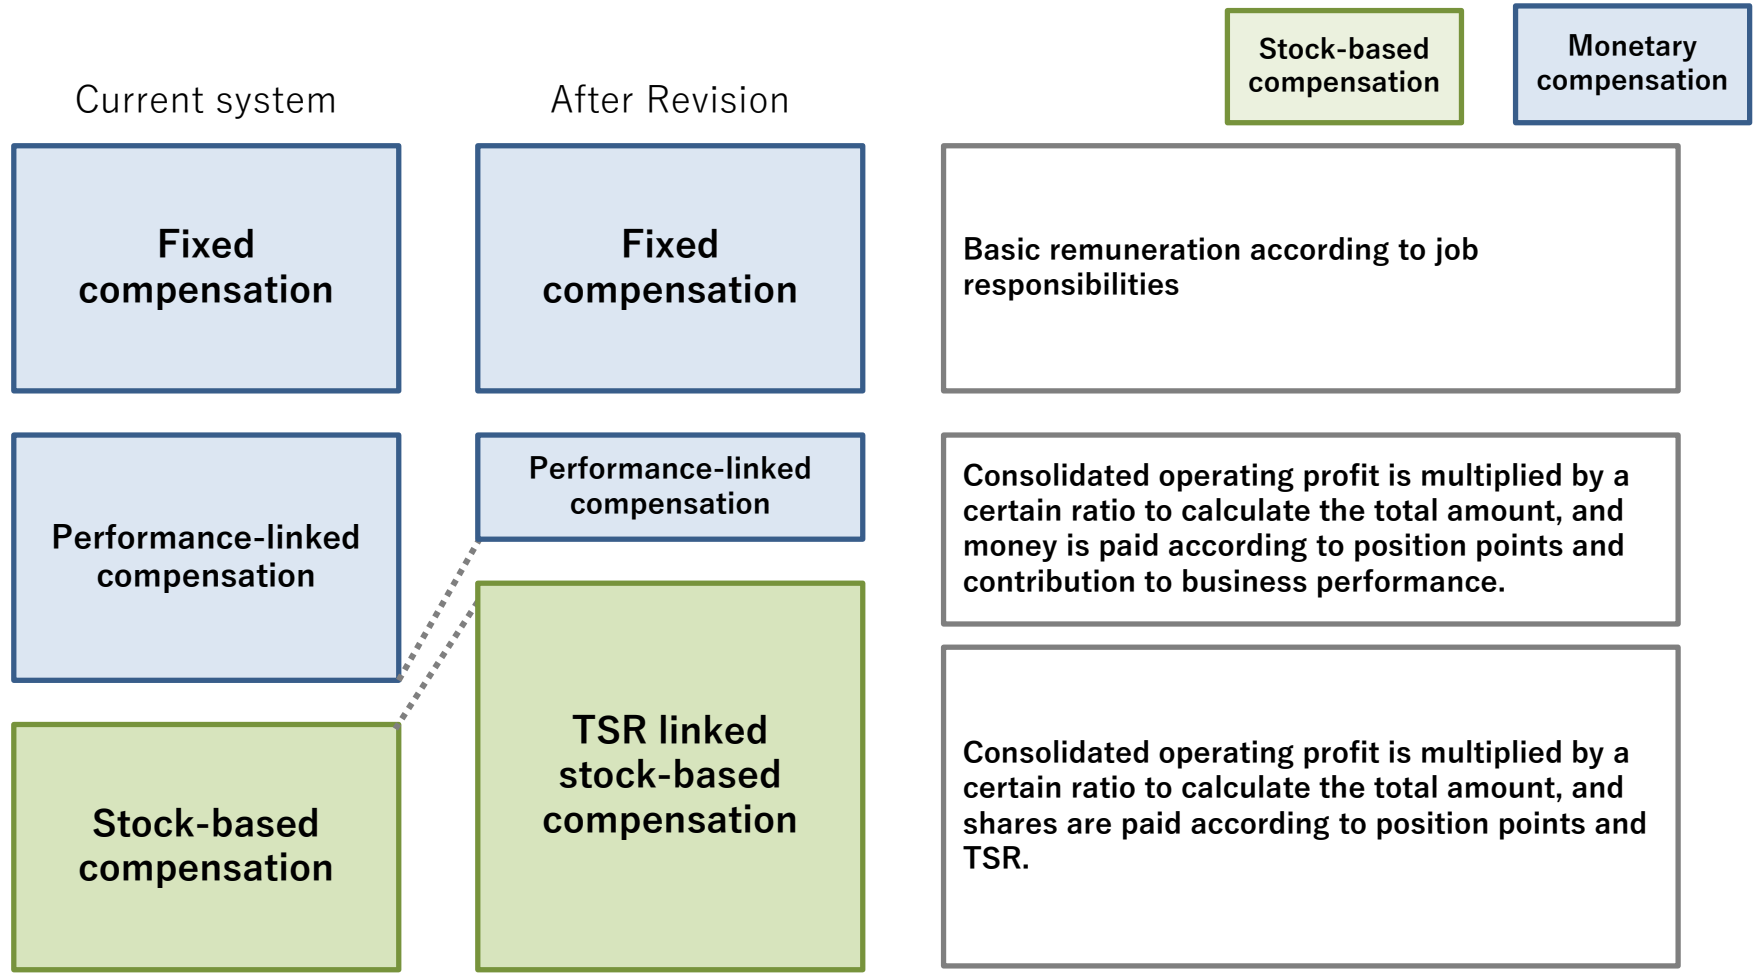 Stock-based
compensation
Monetary
compensation
Current system
After Revision
Fixed
compensation
Fixed
compensation
Basic remuneration according to job
responsibilities
Performance-linked
compensation
Performance-linked
compensation
Consolidated operating profit is multiplied by a
certain ratio to calculate the total amount, and
money is paid according to position points and
contribution to business performance.
Stock-based
compensation
TSR linked
stock-based
compensation
Consolidated operating profit is multiplied by a
certain ratio to calculate the total amount, and
shares are paid according to position points and
TSR.